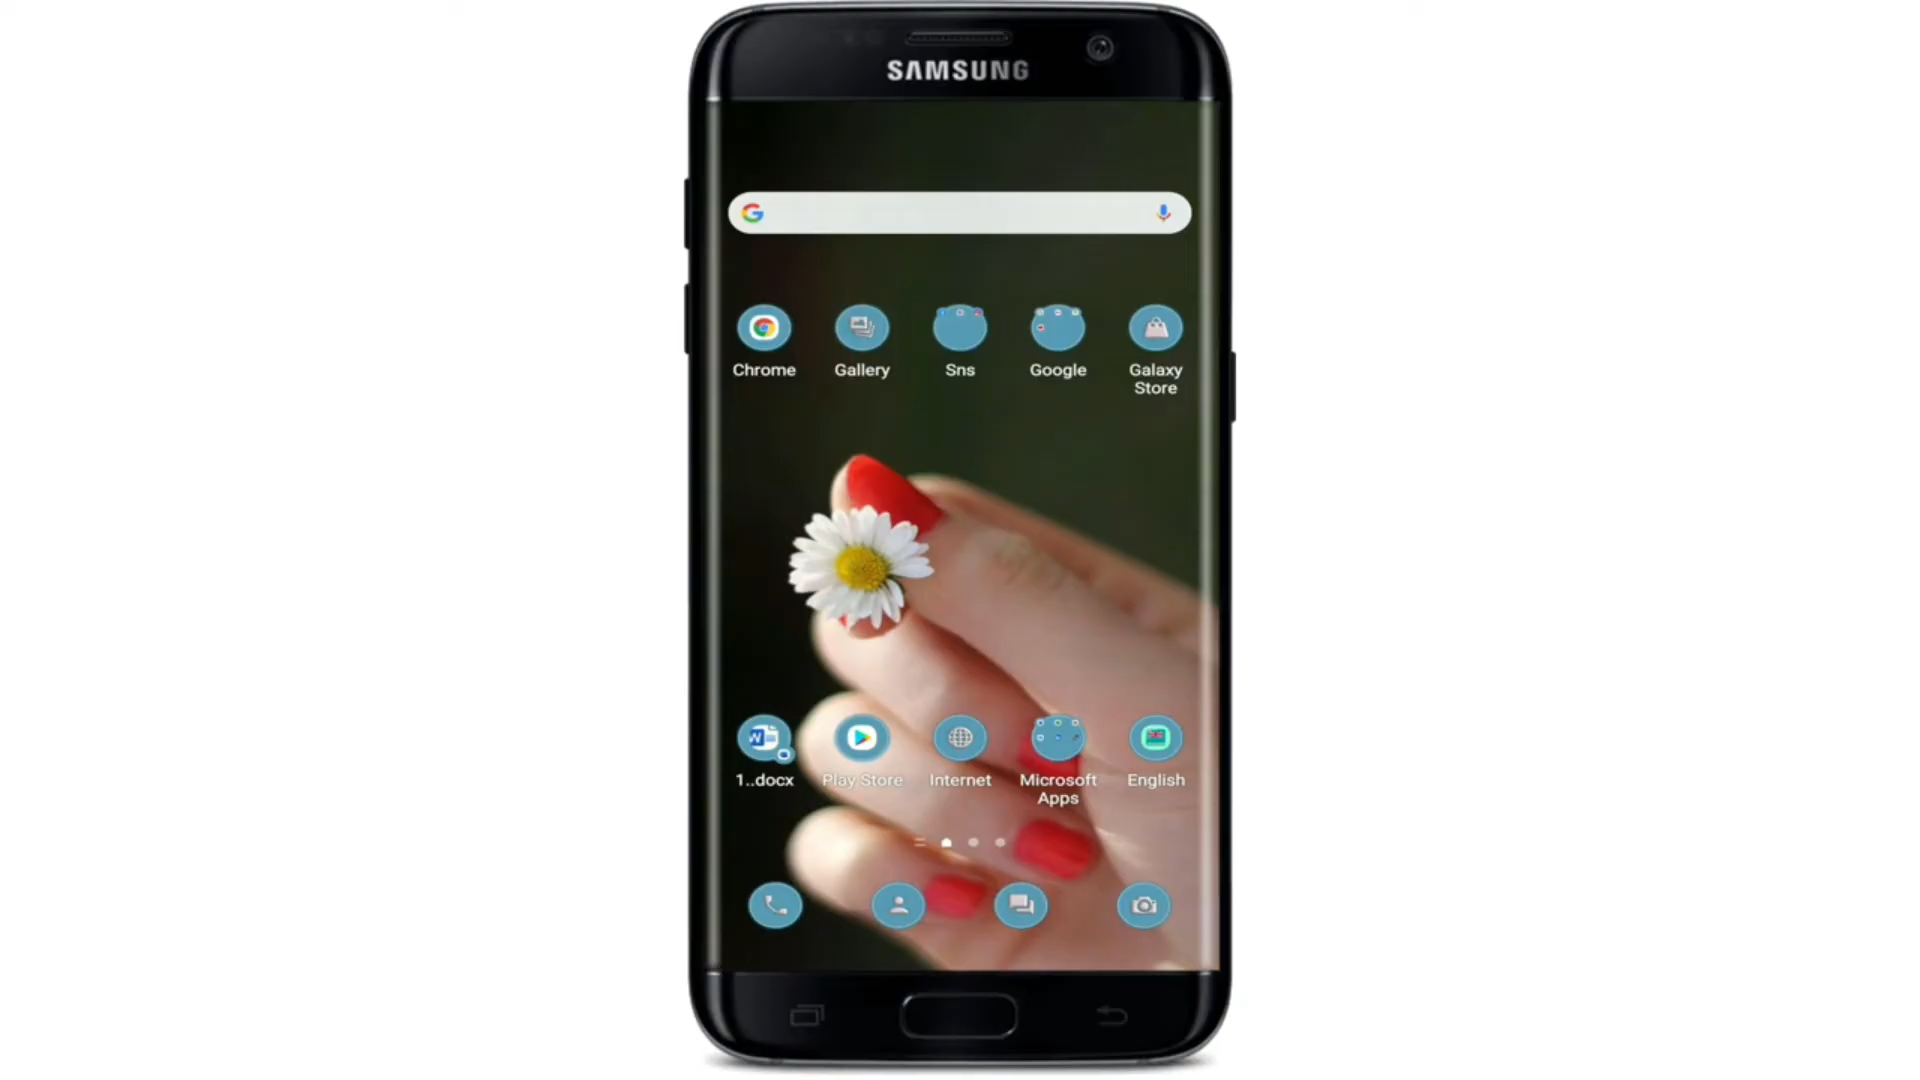 SAMSUNG
Chrome
Gallery
Sns
Google
Galaxy
Store
1..docx
Play Store
Internet
Microsoft
Apps
English